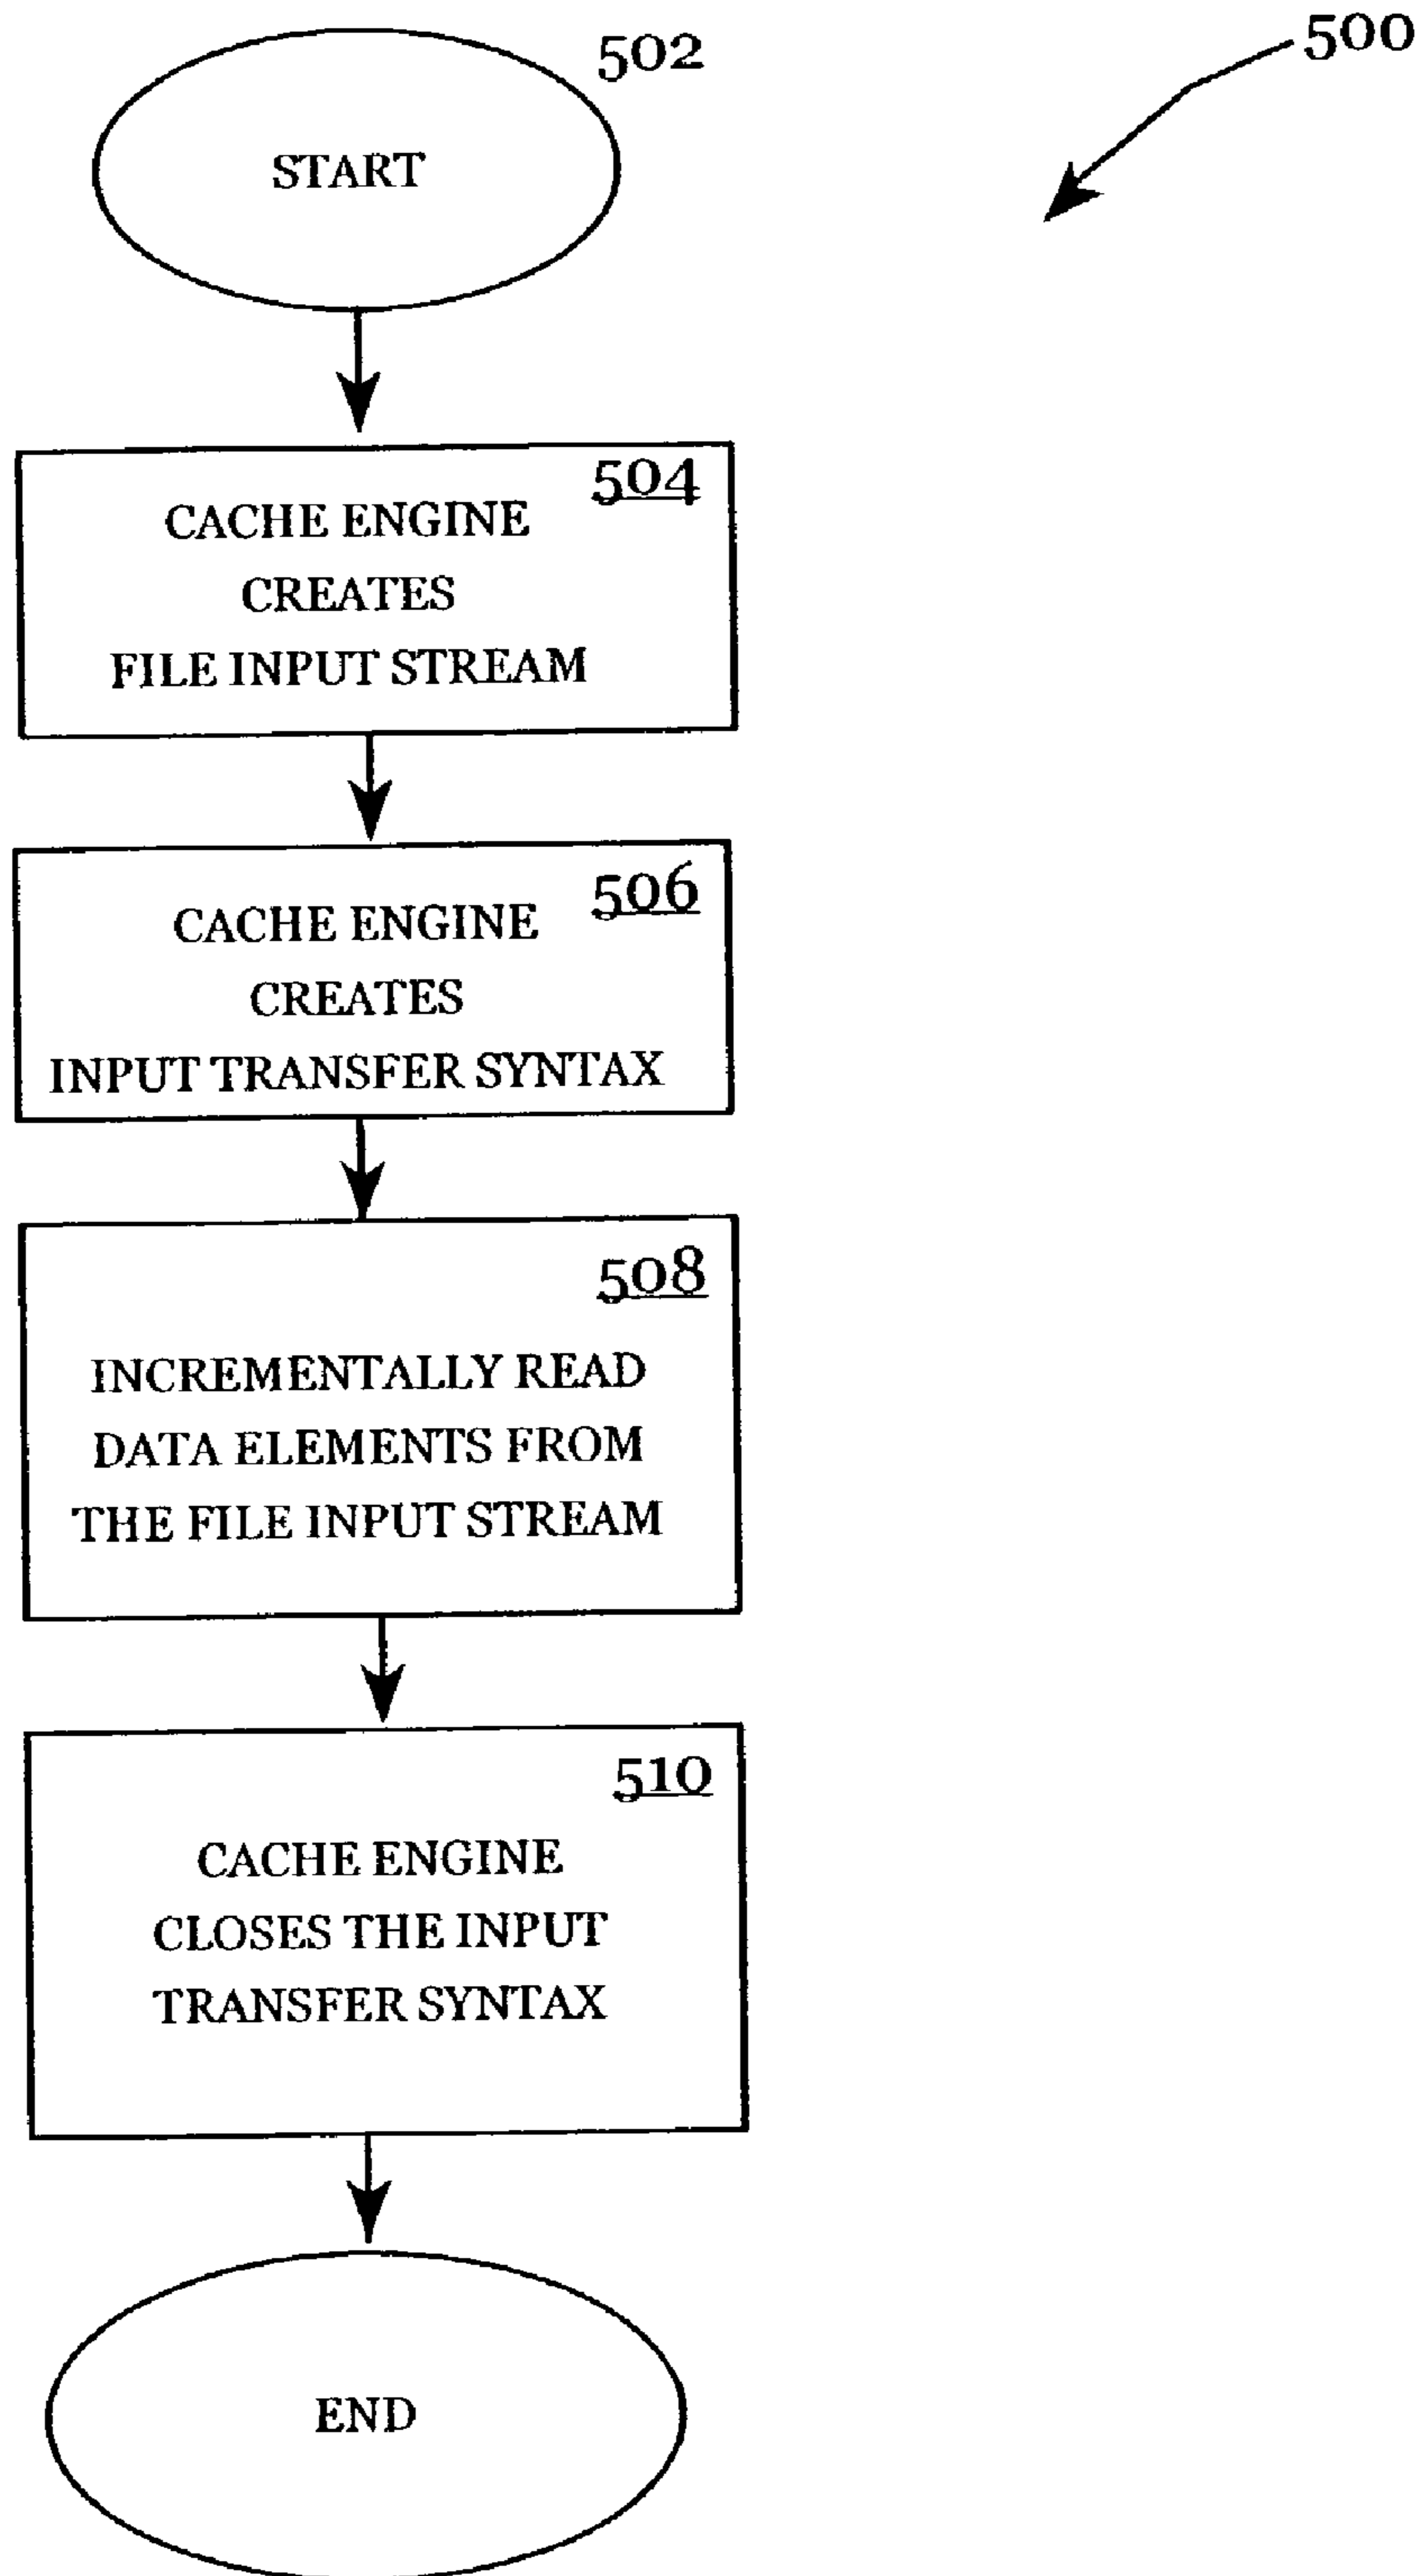 500
502
START
504
CACHE ENGINE
CREATES
FILE INPUT STREAM
506
CACHE ENGINE
CREATES
INPUT TRANSFER SYNTAX
508
INCREMENTALLY READ
DATA ELEMENTS FROM
THE FILE INPUT STREAM
510
CACHE ENGINE
CLOSES THE INPUT
TRANSFER SYNTAX
END